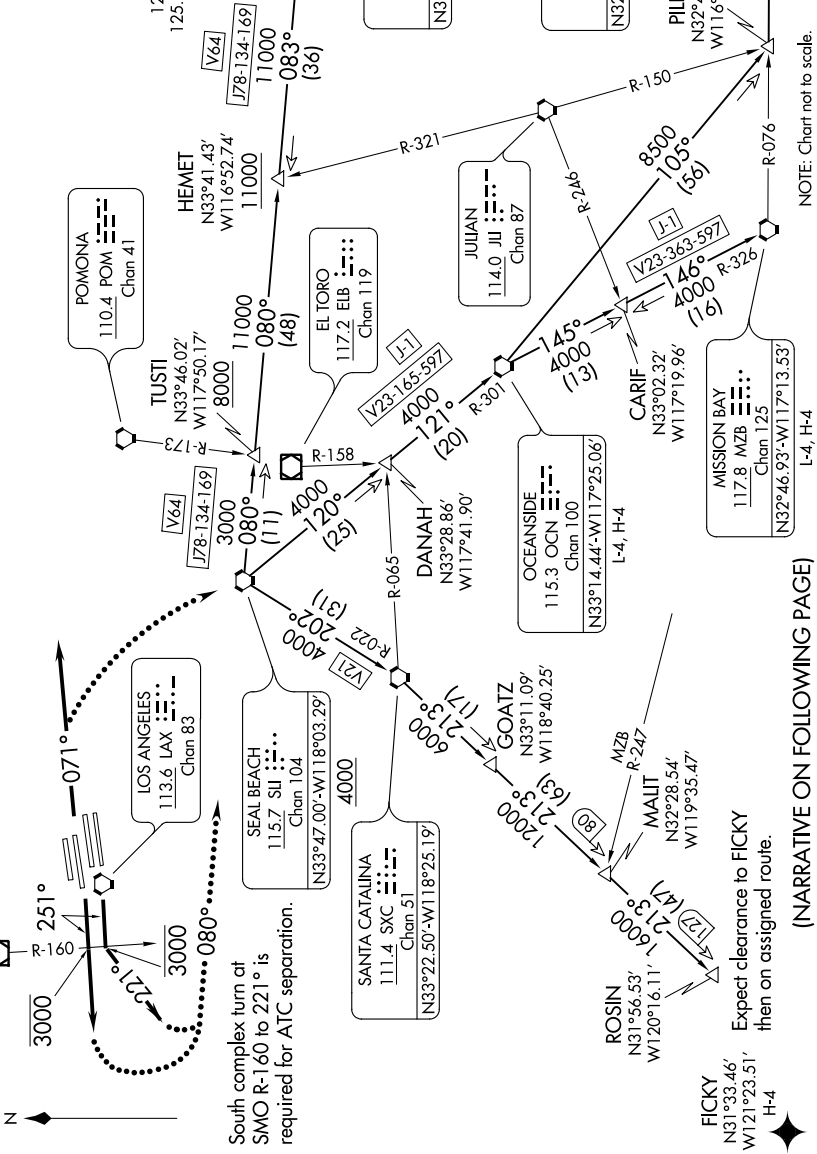 N
3000
251°
R-160
221°
3000
080°
071°
LOS ANGELES
113.6 LAX
Chan 83
South complex turn at
SMO R-160 to 221° is
required for ATC separation.
SEAL BEACH
115.7 SLI
Chan 104
N33°47.00′-W118°03.29′
4000
V64
J78-134-169
3000
080°
(11)
POMONA
110.4 POM
Chan 41
R-173
TUSTI
N33°46.02′
W117°50.17′
8000
11000
080°
(48)
HEMET
N33°41.43′
W116°52.74′
11000
V64
J78-134-169
11000
083°
(36)
125.
EL TORO
117.2 ELB
Chan 119
R-158
4000
120°
(25)
DANAH
N33°28.86′
W117°41.90′
R-065
4000
202°
(31)
R-022
V21
SANTA CATALINA
111.4 SXC
Chan 51
N33°22.50′-W118°25.19′
6000
213°
(17)
GOATZ
N33°11.09′
W118°40.25′
12000
213°
(63)
80
MZB
R-247
MALIT
N32°28.54′
W119°35.47′
16000
213°
(47)
127
ROSIN
N31°56.53′
W120°16.11′
Expect clearance to FICKY
then on assigned route.
FICKY
N31°33.46′
W121°23.51′
H-4
J-1
V23-165-597
4000
121°
(20)
R-301
OCEANSIDE
115.3 OCN
Chan 100
N33°14.44′-W117°25.06′
L-4, H-4
145°
4000
(13)
CARIF
N33°02.32′
W117°19.96′
JULIAN
114.0 JLI
Chan 87
R-321
R-246
R-150
8500
105°
(56)
J-1
V23-363-597
146°
4000
(16)
R-326
MISSION BAY
117.8 MZB
Chan 125
N32°46.93′-W117°13.53′
L-4, H-4
R-076
NOTE: Chart not to scale.
(NARRATIVE ON FOLLOWING PAGE)